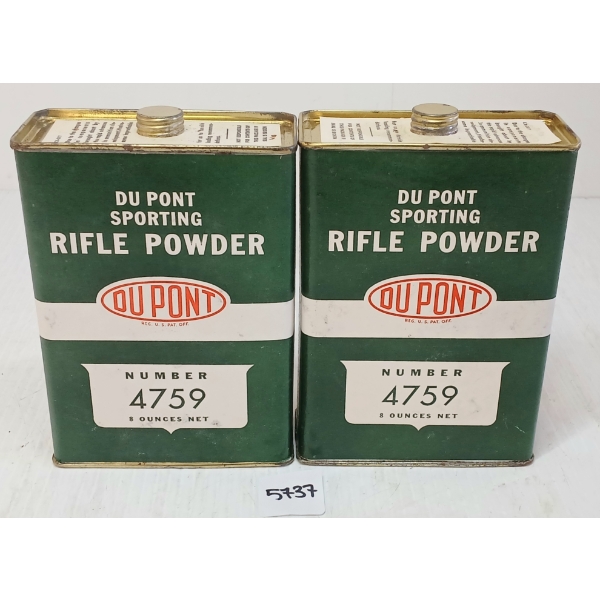 DU PONT
SPORTING
RIFLE POWDER
DU PONT
REG. U.S. PAT. OFF.
NUMBER
4759
8 OUNCES NET
DU PONT
SPORTING
RIFLE POWDER
DU PONT
REG. U.S. PAT. OFF.
NUMBER
4759
8 OUNCES NET
5737